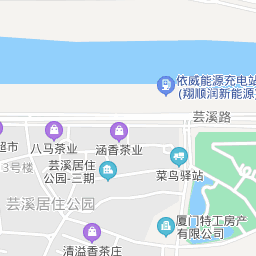 依威能源充电站
(翔顺润新能源)
芸溪路
八马茶业
涵香茶业
超市
3号楼
芸溪居住
公园-三期
菜鸟驿站
芸溪居住公园
厦门特工房产
有限公司
清溢香茶庄